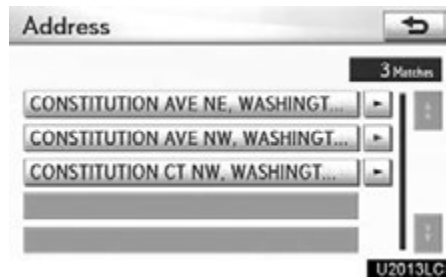 Address
3 Matches
CONSTITUTION AVE NE, WASHINGT...
CONSTITUTION AVE NW, WASHINGT...
CONSTITUTION CT NW, WASHINGT...
U2013LC